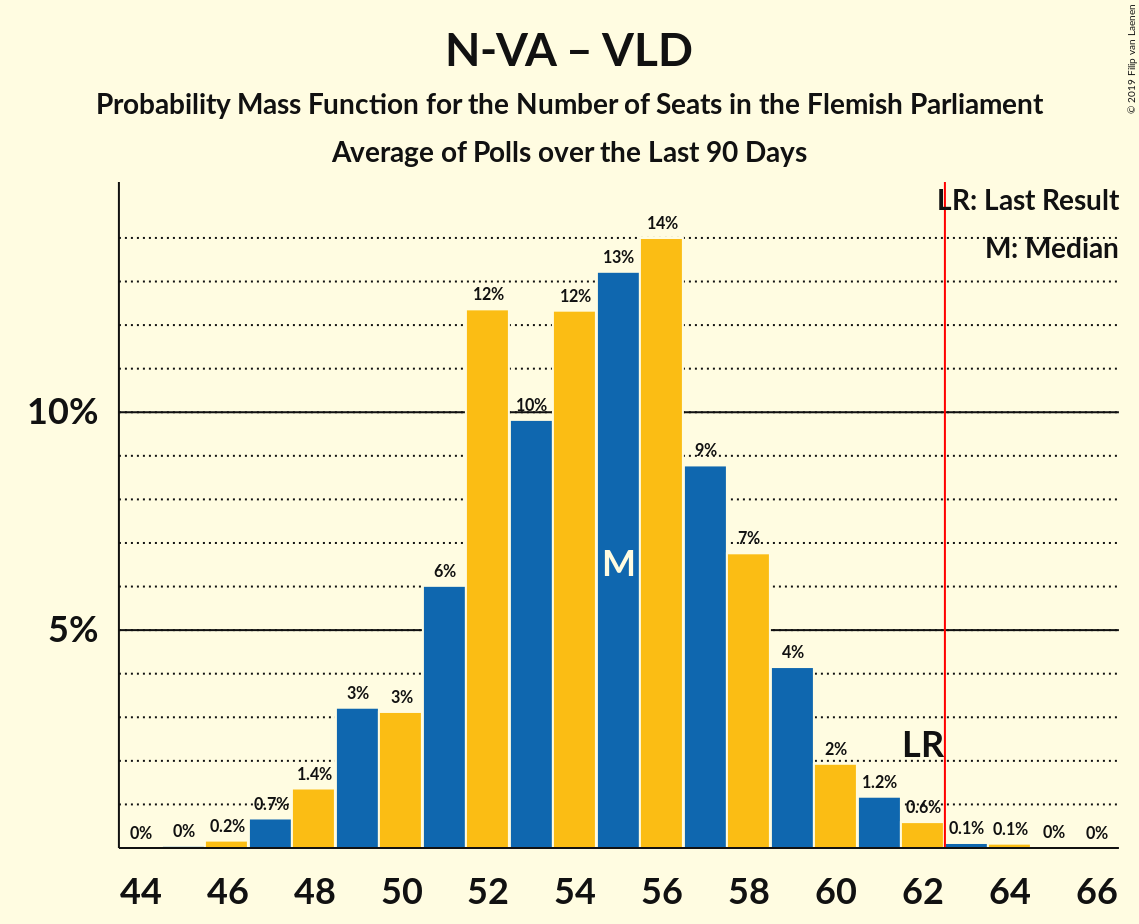 N-VA – VLD
Probability Mass Function for the Number of Seats in the Flemish Parliament
Average of Polls over the Last 90 Days
© 2019 Filip van Laenen
LR: Last Result
M: Median
10%
5%
0% 0% 0.2% 0.7% 1.4% 3% 3% 6% 12% 10% 12% 13% 14% 9% 7% 4% 2% 1.2% 0.6% 0.1% 0.1% 0% 0%
M
LR
44 46 48 50 52 54 56 58 60 62 64 66